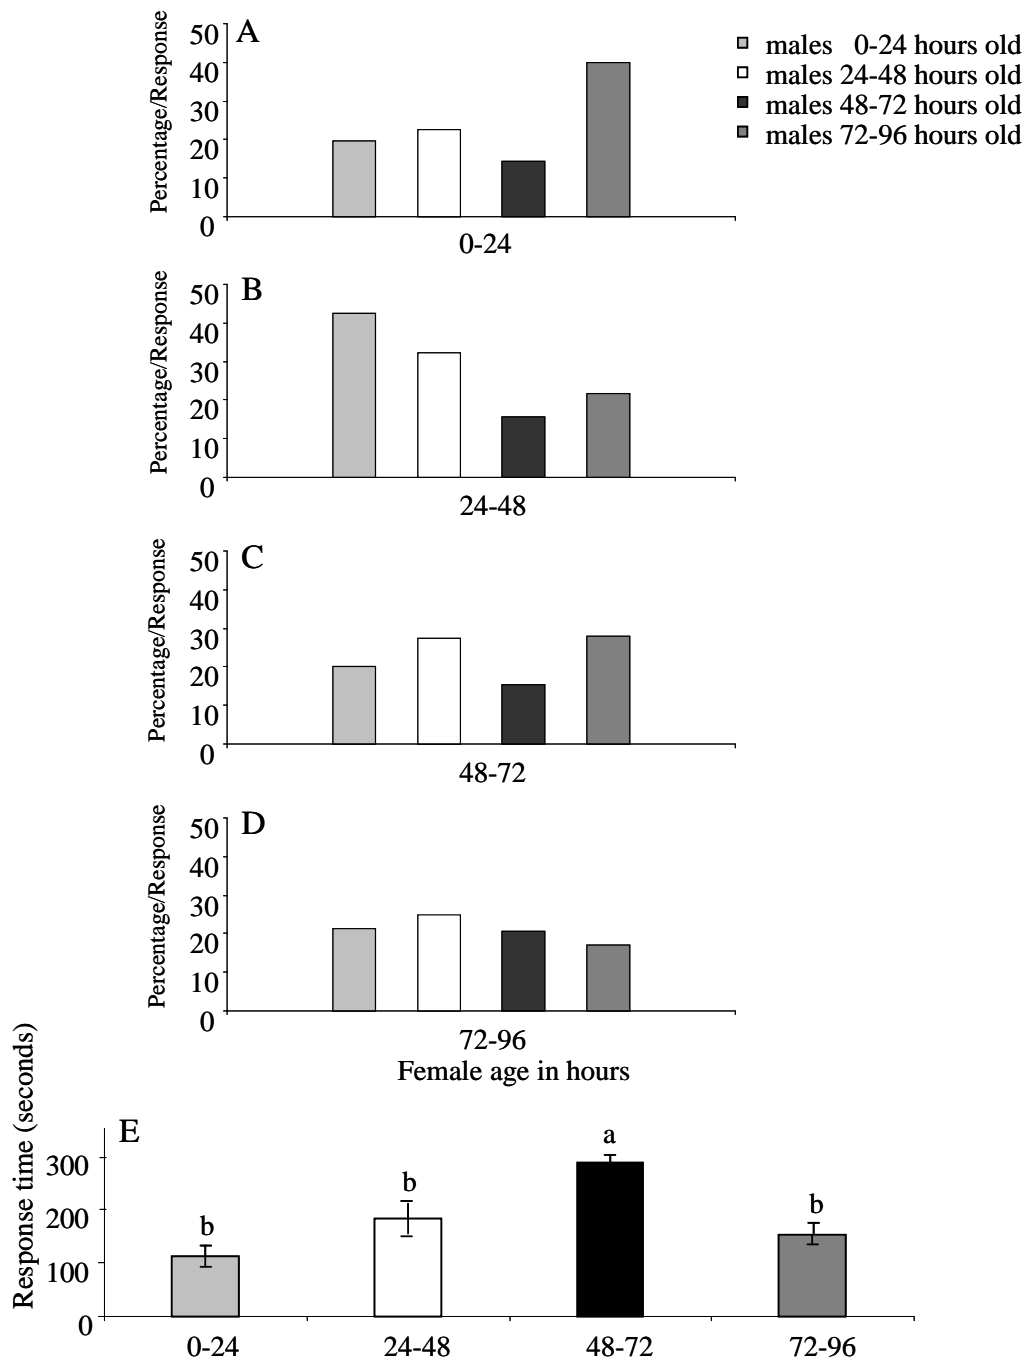 A
Percentage/Response
50
40
30
20
10
0
0-24
males 0-24 hours old
males 24-48 hours old
males 48-72 hours old
males 72-96 hours old
B
Percentage/Response
50
40
30
20
10
0
24-48
C
Percentage/Response
50
40
30
20
10
0
48-72
D
Percentage/Response
50
40
30
20
10
0
72-96
Female age in hours
E
Response time (seconds)
300
200
100
0
b
b
a
b
0-24 24-48 48-72 72-96